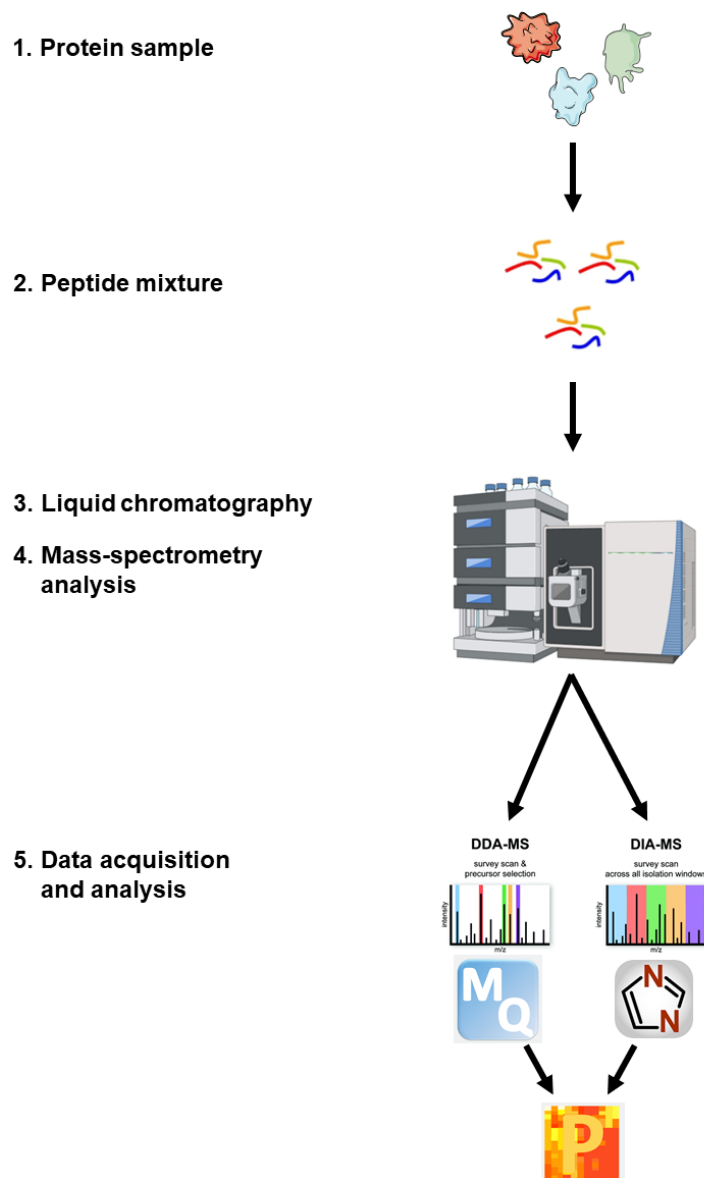 1. Protein sample
2. Peptide mixture
3. Liquid chromatography
4. Mass-spectrometry
analysis
5. Data acquisition
and analysis
DDA-MS
survey scan &
precursor selection
intensity
m/z
DIA-MS
survey scan
across all isolation windows
intensity
m/z
M
Q
N
N
P